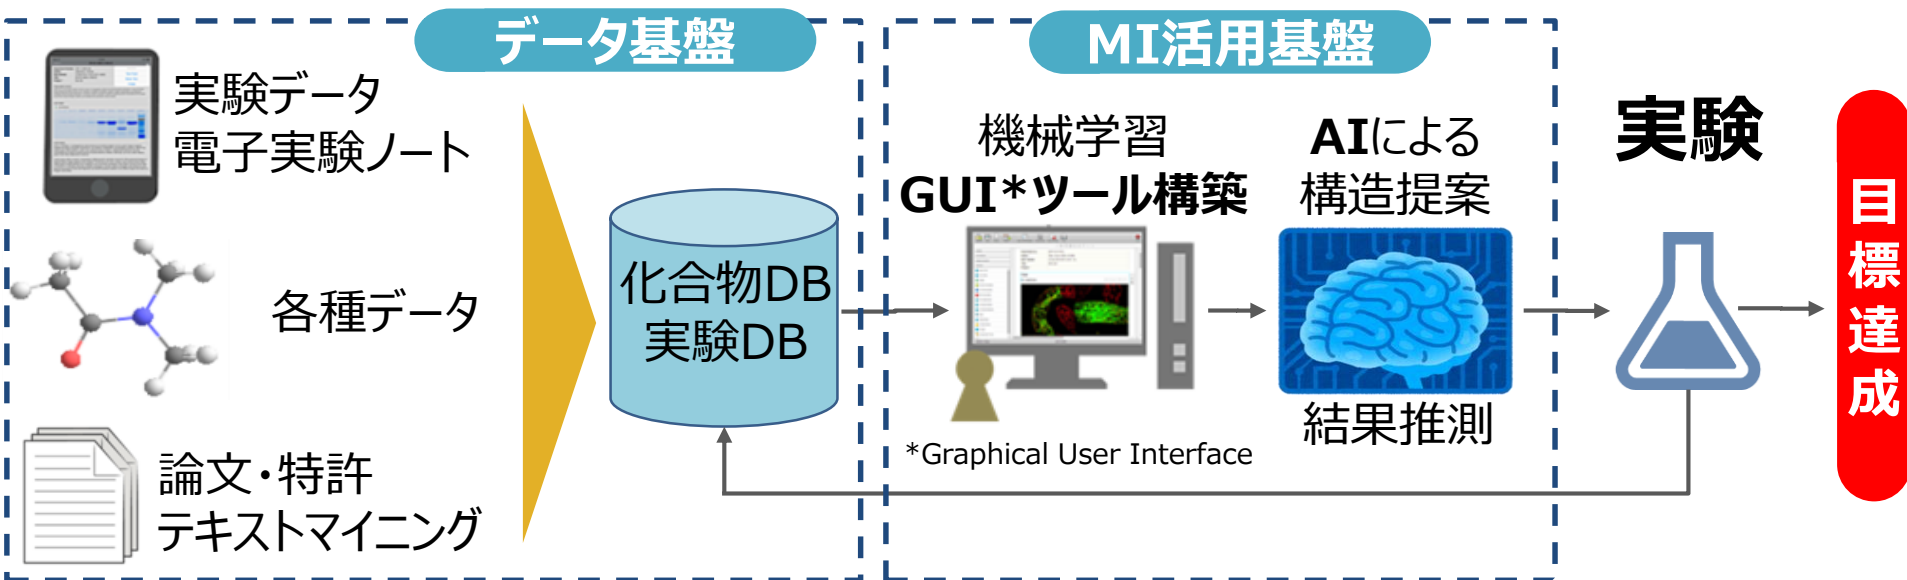 データ基盤
実験データ
電子実験ノート
各種データ
論文・特許
テキストマイニング
化合物DB
実験DB
MI活用基盤
機械学習
GUI*ツール構築
*Graphical User Interface
AIによる
構造提案
結果推測
実験
目標達成